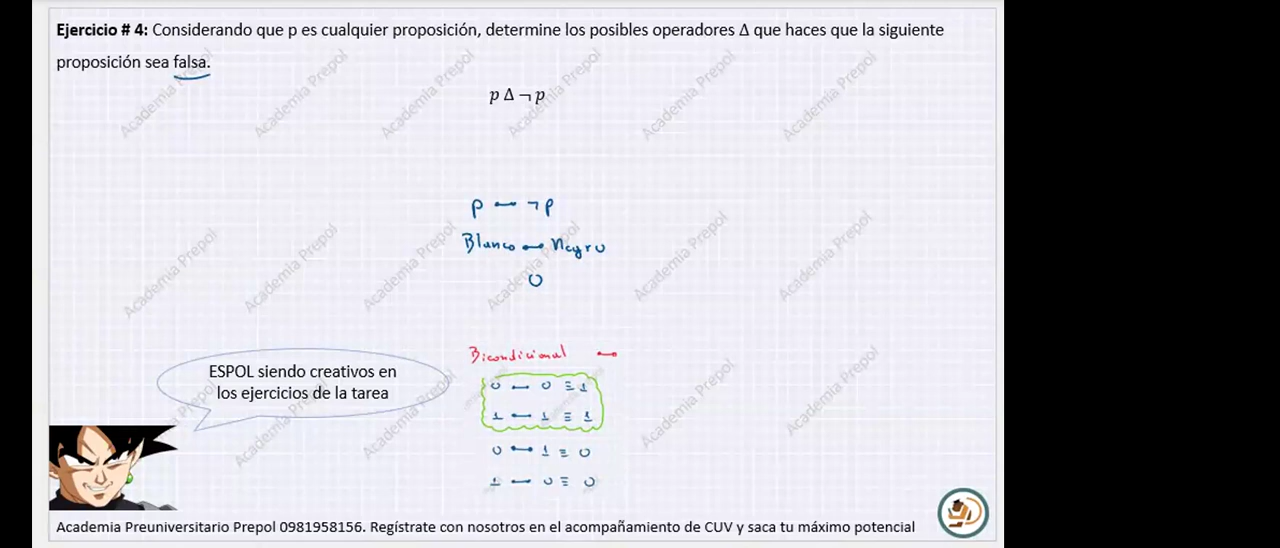 Ejercicio # 4: Considerando que p es cualquier proposición, determine los posibles operadores Δ que haces que la siguiente
proposición sea falsa.
p Δ ¬ p
p ↔ ¬p
Blanco ↔ Negro
0
Bicondicional ↔
0 ↔ 0 ≡ 1
1 ↔ 1 ≡ 1
0 ↔ 1 ≡ 0
1 ↔ 0 ≡ 0
ESPOL siendo creativos en
los ejercicios de la tarea
Academia Preuniversitario Prepol 0981958156. Regístrate con nosotros en el acompañamiento de CUV y saca tu máximo potencial
Academia Prepol